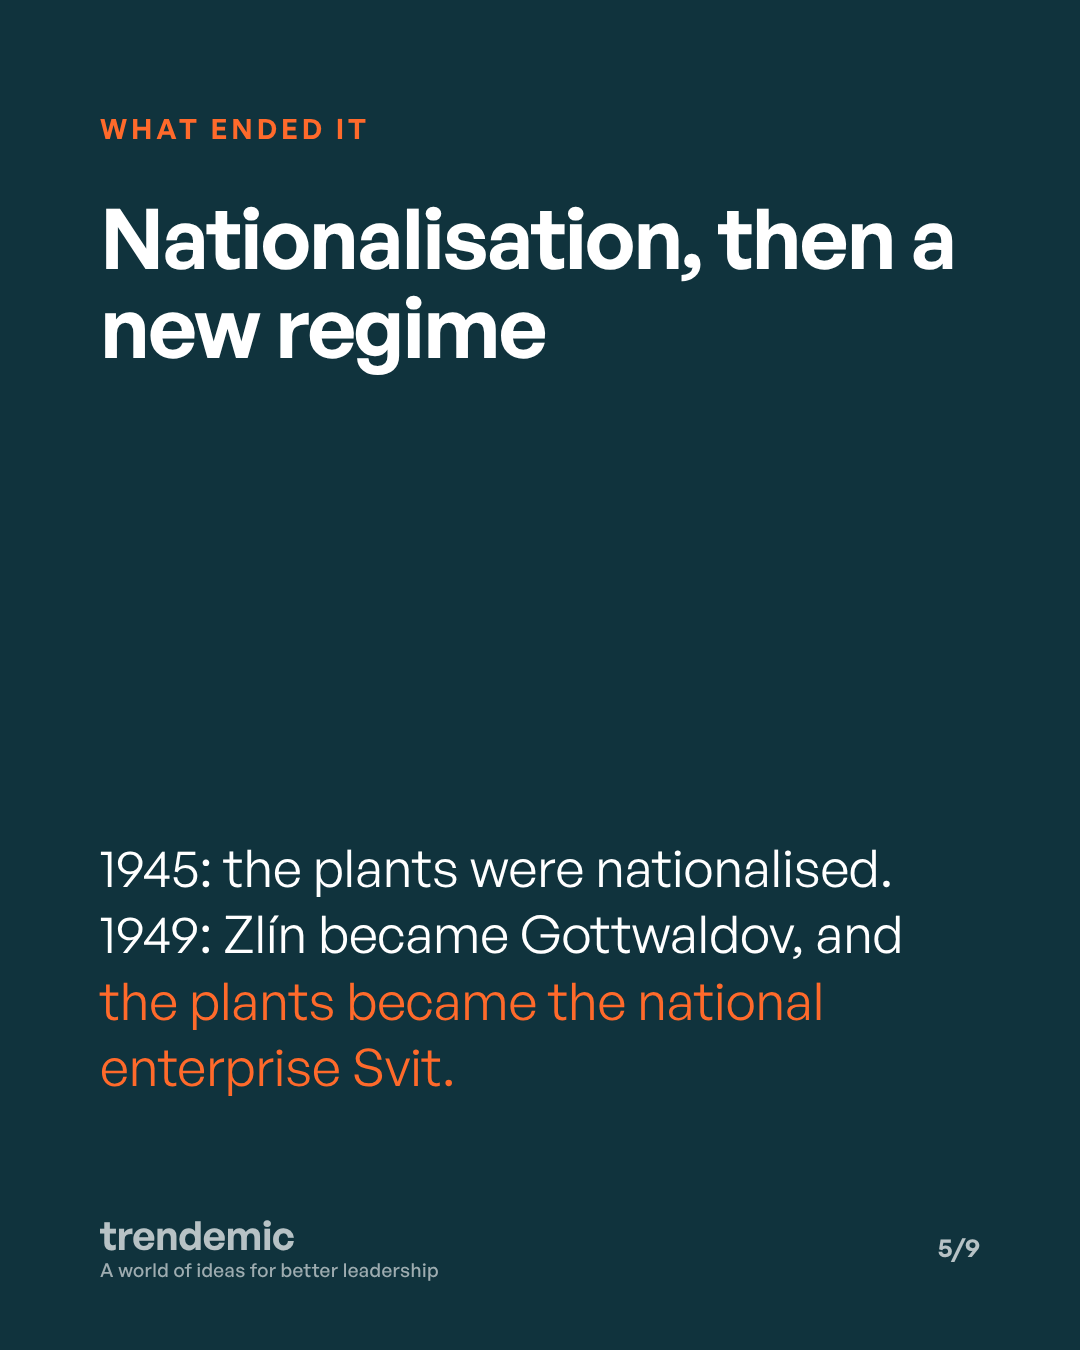 WHAT ENDED IT
Nationalisation, then a
new regime
1945: the plants were nationalised.
1949: Zlín became Gottwaldov, and
the plants became the national
enterprise Svit.
trendemic
A world of ideas for better leadership
5/9